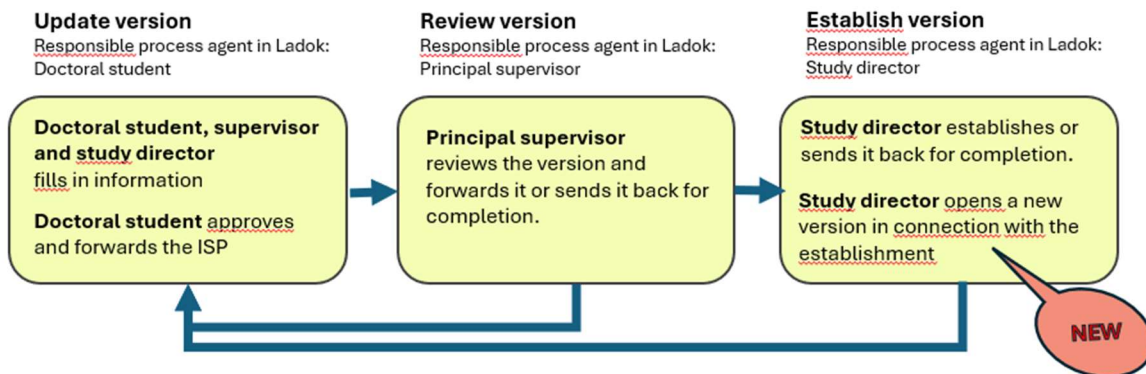 Update version
Responsible process agent in Ladok:
Doctoral student
Doctoral student, supervisor
and study director
fills in information
Doctoral student approves
and forwards the ISP
Review version
Responsible process agent in Ladok:
Principal supervisor
Principal supervisor
reviews the version and
forwards it or sends it back for
completion.
Establish version
Responsible process agent in Ladok:
Study director
Study director establishes or
sends it back for completion.
Study director opens a new
version in connection with the
establishment
NEW